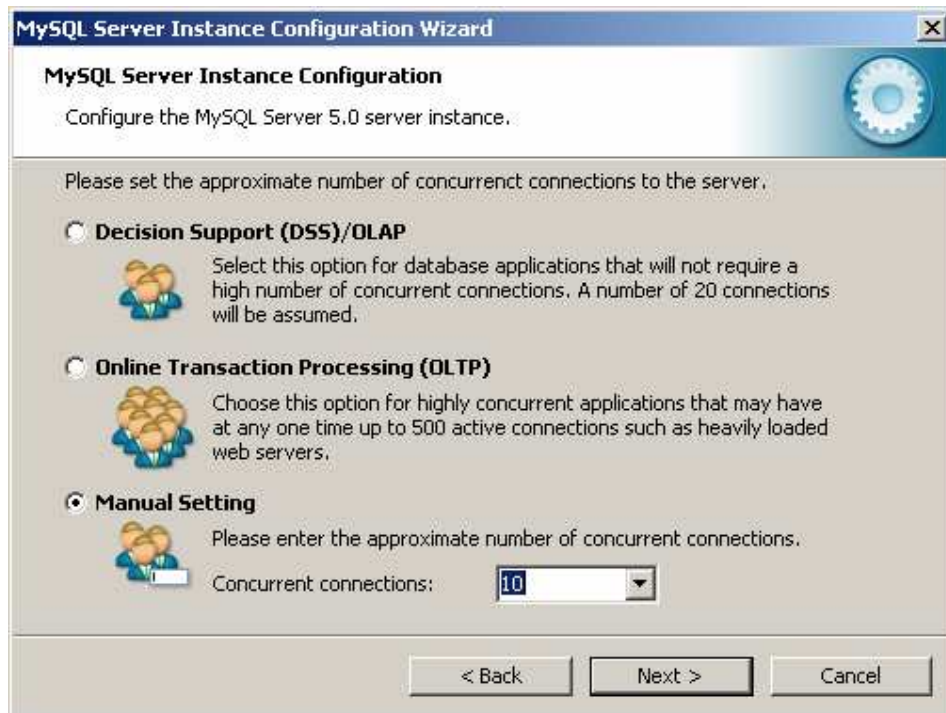 MySQL Server Instance Configuration Wizard
MySQL Server Instance Configuration
Configure the MySQL Server 5.0 server instance.
Please set the approximate number of concurrenct connections to the server.
Decision Support (DSS)/OLAP
Select this option for database applications that will not require a
high number of concurrent connections. A number of 20 connections
will be assumed.
Online Transaction Processing (OLTP)
Choose this option for highly concurrent applications that may have
at any one time up to 500 active connections such as heavily loaded
web servers.
Manual Setting
Please enter the approximate number of concurrent connections.
Concurrent connections: 10
< Back Next > Cancel